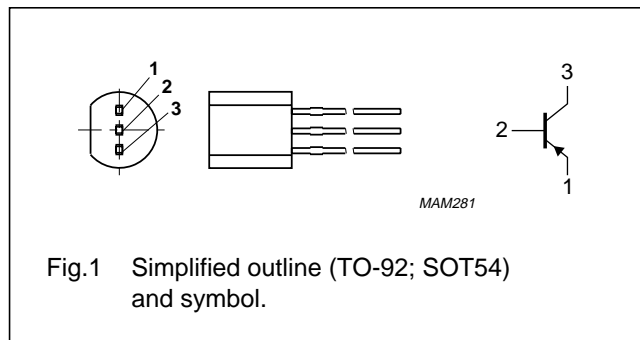 1
2
3
3
2
1
MAM281
Fig.1 Simplified outline (TO-92; SOT54)
and symbol.